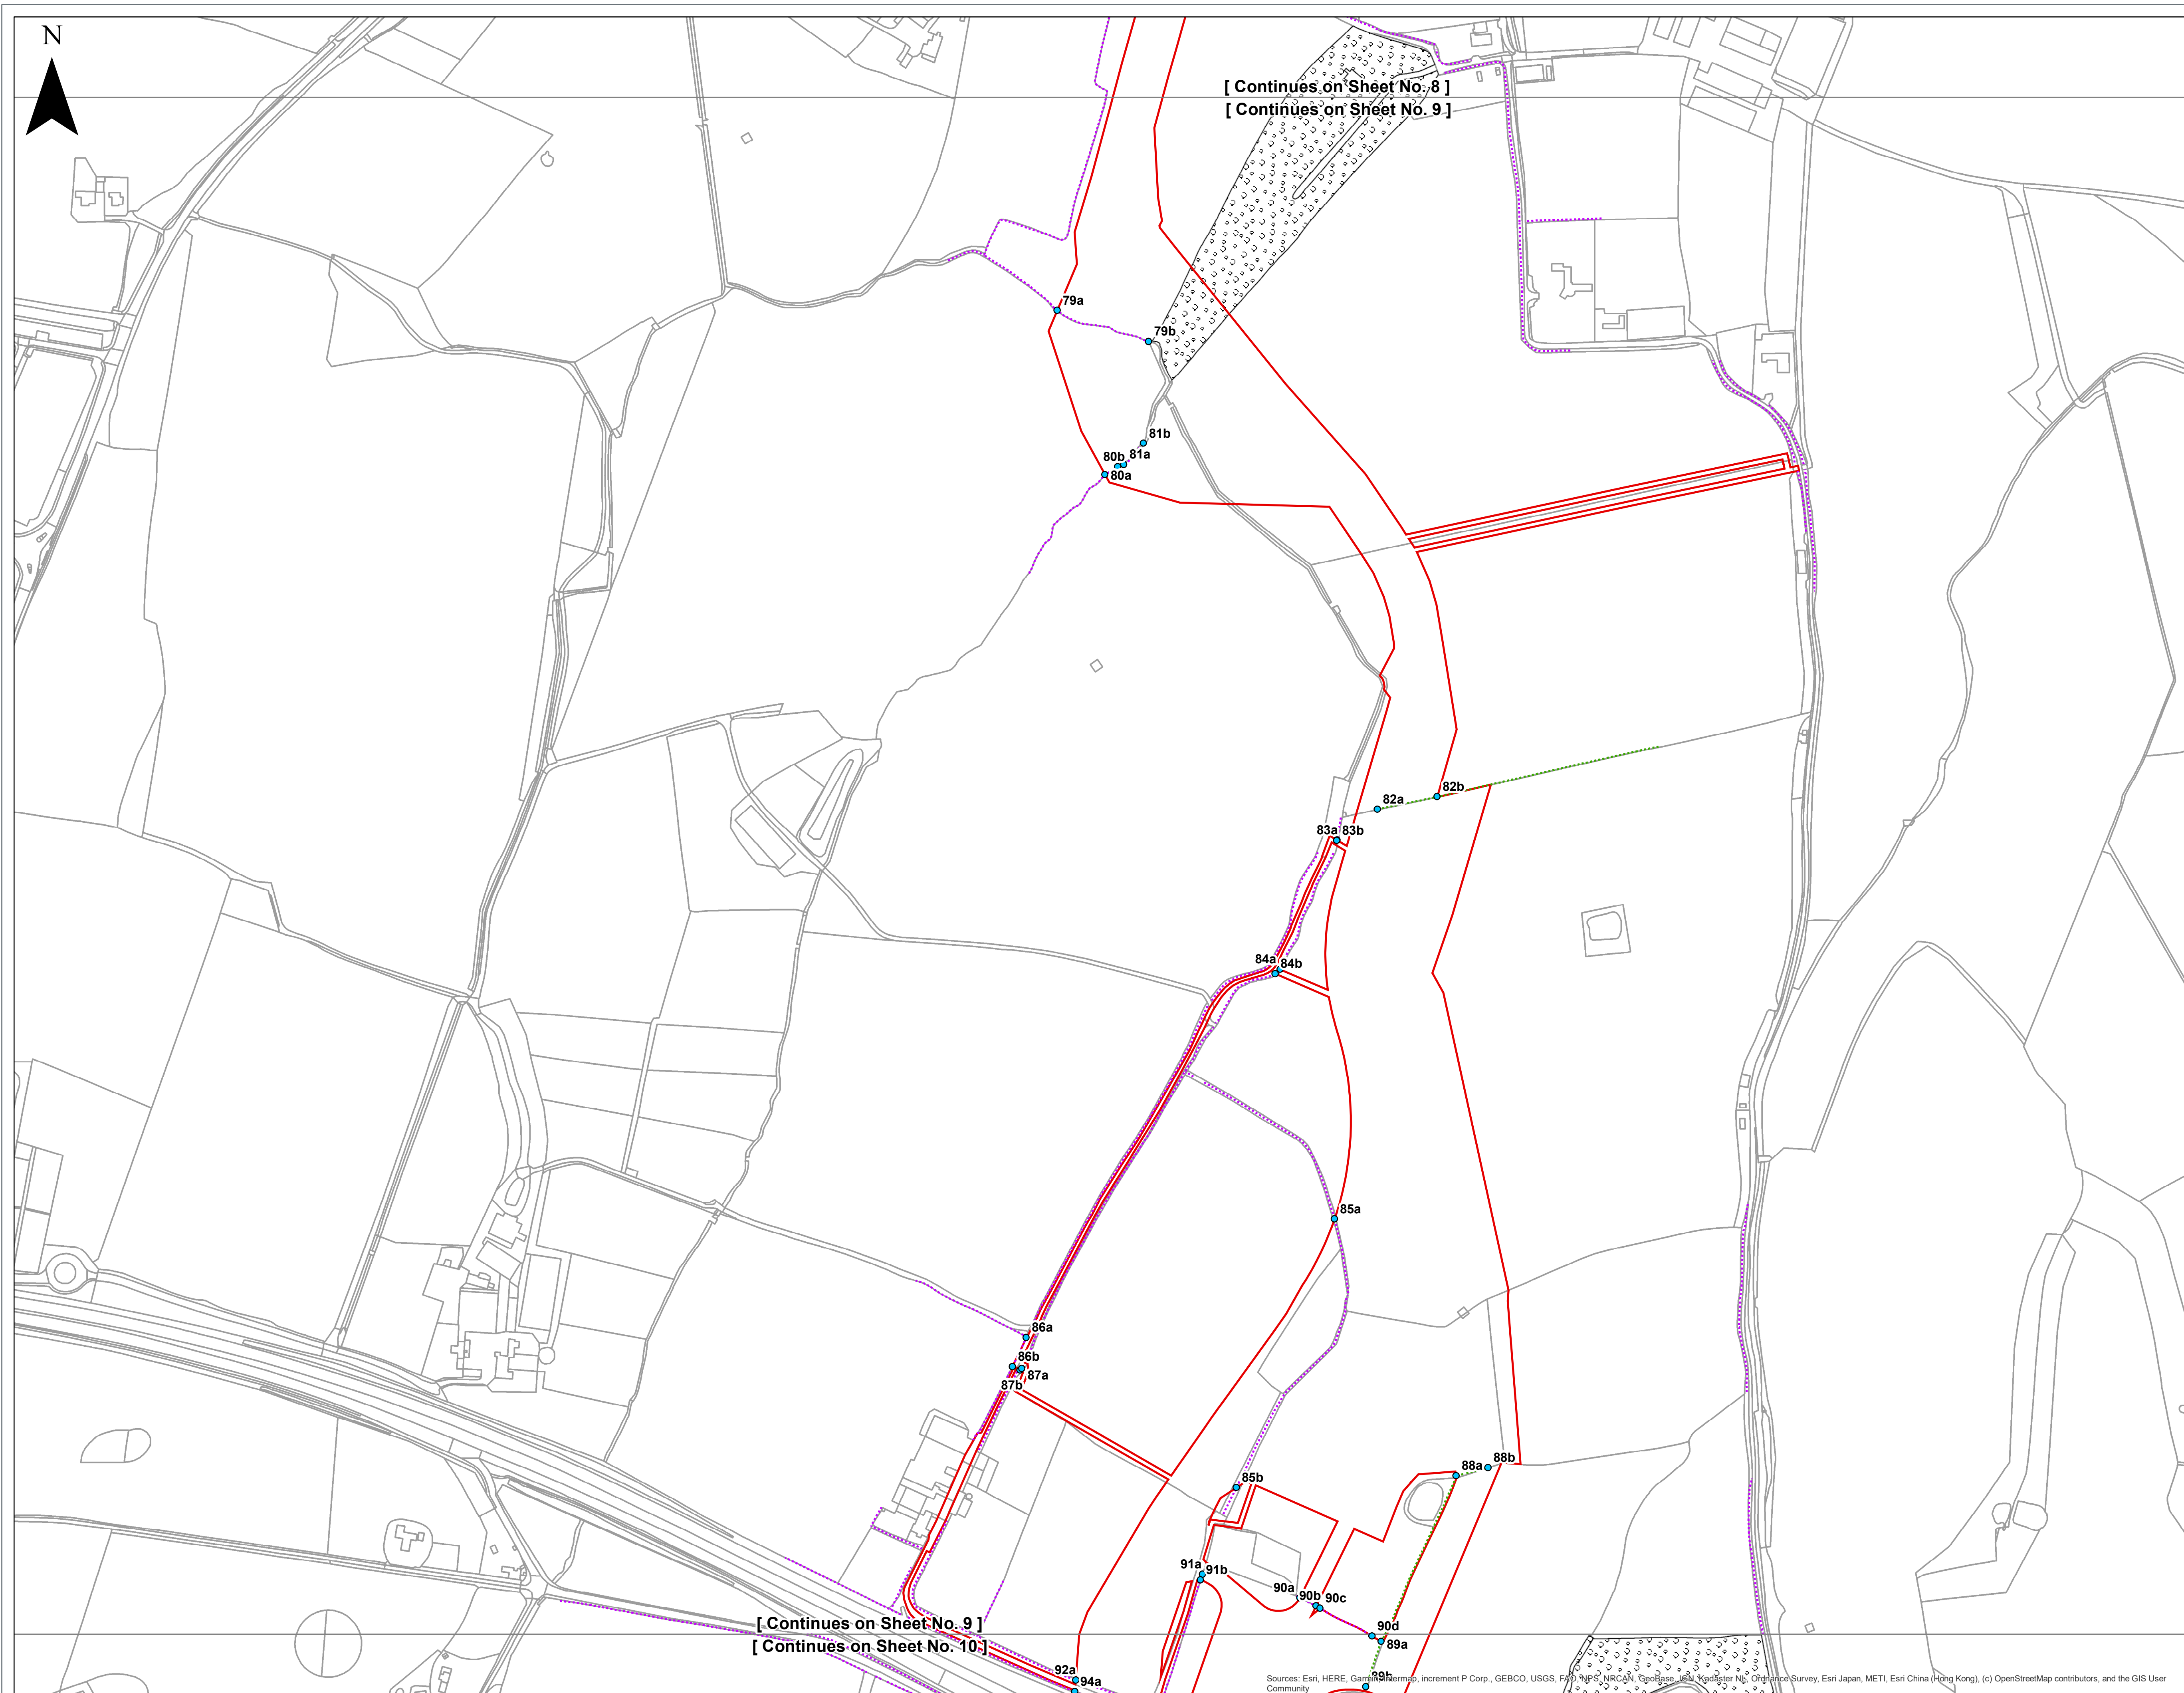 N
[ Continues on Sheet No. 8 ]
[ Continues on Sheet No. 9 ]
79a
79b
81b
80b
81a
80a
82b
82a
83a
83b
84a
84b
85a
86a
86b
87a
87b
88b
88a
85b
91a
91b
90a
90b
90c
90d
89a
[ Continues on Sheet No. 9 ]
[ Continues on Sheet No. 10 ]
92a
94a
89b
Sources: Esri, HERE, Garmin, Intermap, increment P Corp., GEBCO, USGS, FAO, NPS, NRCAN, GeoBase, IGN, Kadaster NL, Ordnance Survey, Esri Japan, METI, Esri China (Hong Kong), (c) OpenStreetMap contributors, and the GIS User
Community